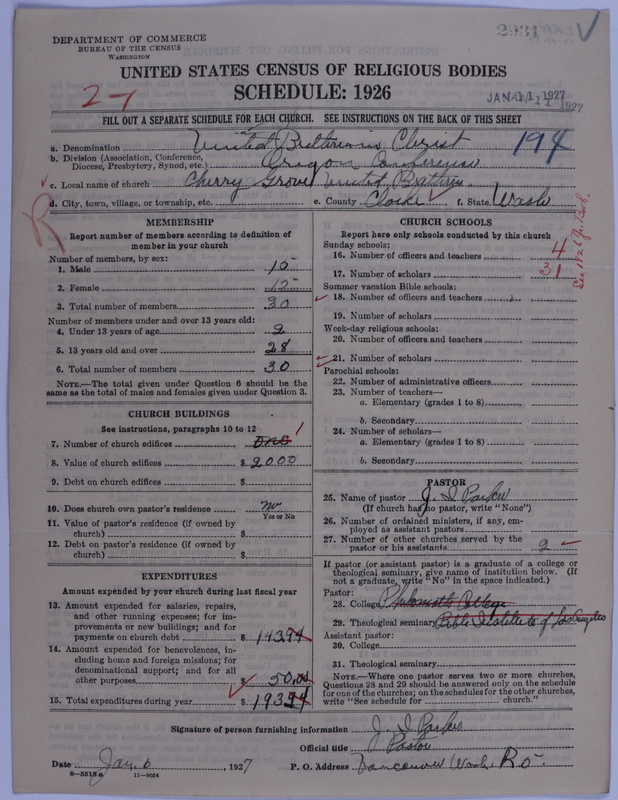 DEPARTMENT OF COMMERCE
BUREAU OF THE CENSUS
WASHINGTON
1392
UNITED STATES CENSUS OF RELIGIOUS BODIES
SCHEDULE: 1926
JAN 11 1927
2-1
FILL OUT A SEPARATE SCHEDULE FOR EACH CHURCH. SEE INSTRUCTIONS ON THE BACK OF THIS SHEET
a. Denomination United Brethren in Christ 194
b. Division (Association, Conference, Diocese, Presbytery, Synod, etc.) Oregon Conference
c. Local name of church Cherry Grove United Brethren
d. City, town, village, or township, etc. e. County Clarke f. State Wash
R
MEMBERSHIP
Report number of members according to definition of member in your church
Number of members, by sex:
1. Male 15
2. Female 15
3. Total number of members 30
Number of members under and over 13 years old:
4. Under 13 years of age 2
5. 13 years old and over 28
6. Total number of members 30
NOTE.—The total given under Question 6 should be the same as the total of males and females given under Question 3.
CHURCH BUILDINGS
See instructions, paragraphs 10 to 12
7. Number of church edifices One 1
8. Value of church edifices $ 2000
9. Debt on church edifices $
10. Does church own pastor's residence No
Yes or No
11. Value of pastor's residence (if owned by church) $
12. Debt on pastor's residence (if owned by church) $
EXPENDITURES
Amount expended by your church during last fiscal year
13. Amount expended for salaries, repairs, and other running expenses; for improvements or new buildings; and for payments on church debt $ 143.94
14. Amount expended for benevolences, including home and foreign missions; for denominational support; and for all other purposes $ 50.00
15. Total expenditures during year $ 193.94
CHURCH SCHOOLS
Report here only schools conducted by this church
Sunday schools:
16. Number of officers and teachers 4
17. Number of scholars 31
Summer vacation Bible schools:
18. Number of officers and teachers
19. Number of scholars
Week-day religious schools:
20. Number of officers and teachers
21. Number of scholars
Parochial schools:
22. Number of administrative officers
23. Number of teachers—
a. Elementary (grades 1 to 8)
b. Secondary
24. Number of scholars—
a. Elementary (grades 1 to 8)
b. Secondary
PASTOR
25. Name of pastor J. I. Parker
(If church has no pastor, write "None")
26. Number of ordained ministers, if any, employed as assistant pastors
27. Number of other churches served by the pastor or his assistants 2
If pastor (or assistant pastor) is a graduate of a college or theological seminary, give name of institution below. (If not a graduate, write "No" in the space indicated.)
Pastor:
28. College Philomath College
29. Theological seminary Bible Institute of Los Angeles
Assistant pastor:
30. College
31. Theological seminary
NOTE.—Where one pastor serves two or more churches, Questions 28 and 29 should be answered only on the schedule for one of the churches; on the schedules for the other churches, write "See schedule for church."
Signature of person furnishing information J. I. Parker
Official title Pastor
Date Jan. 6, 1927 P. O. Address Vancouver Wash. R 5
8-5518 a 11-9084